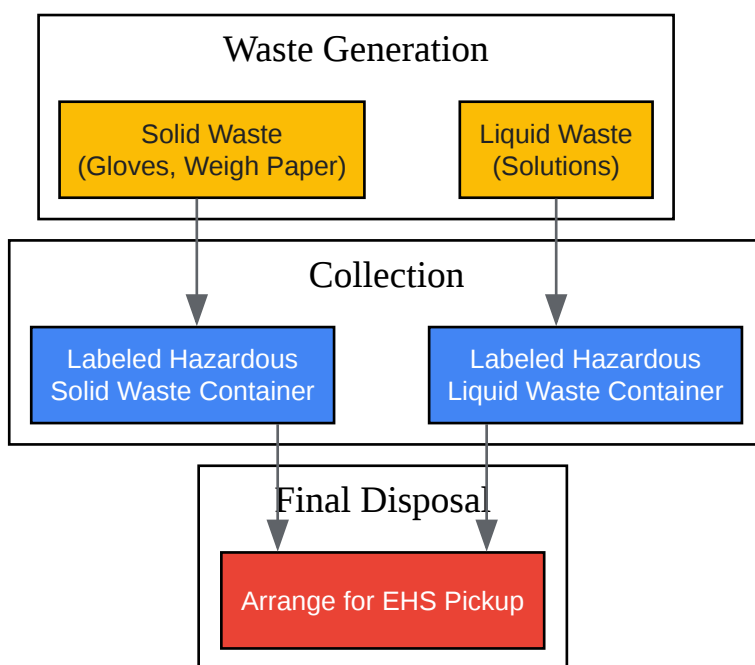 Waste Generation
Solid Waste
(Gloves, Weigh Paper)
Liquid Waste
(Solutions)
Collection
Labeled Hazardous
Solid Waste Container
Labeled Hazardous
Liquid Waste Container
Final Disposal
Arrange for EHS Pickup